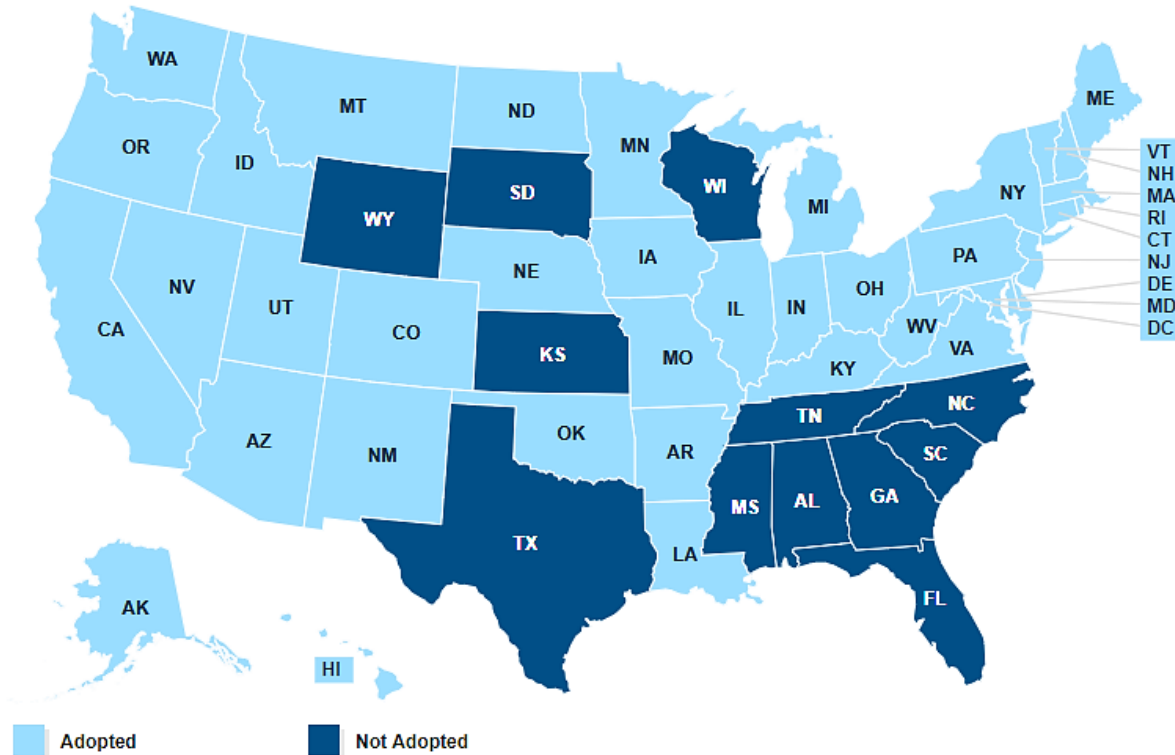 WA
MT
ND
MN
ME
OR
ID
SD
WI
VT
NH
WY
MI
NY
MA
RI
CT
NE
IA
PA
NJ
NV
UT
CO
IL
IN
OH
DE
MD
DC
CA
KS
MO
WV
VA
KY
AZ
NM
OK
AR
TN
NC
SC
TX
MS
AL
GA
LA
FL
AK
HI
Adopted
Not Adopted